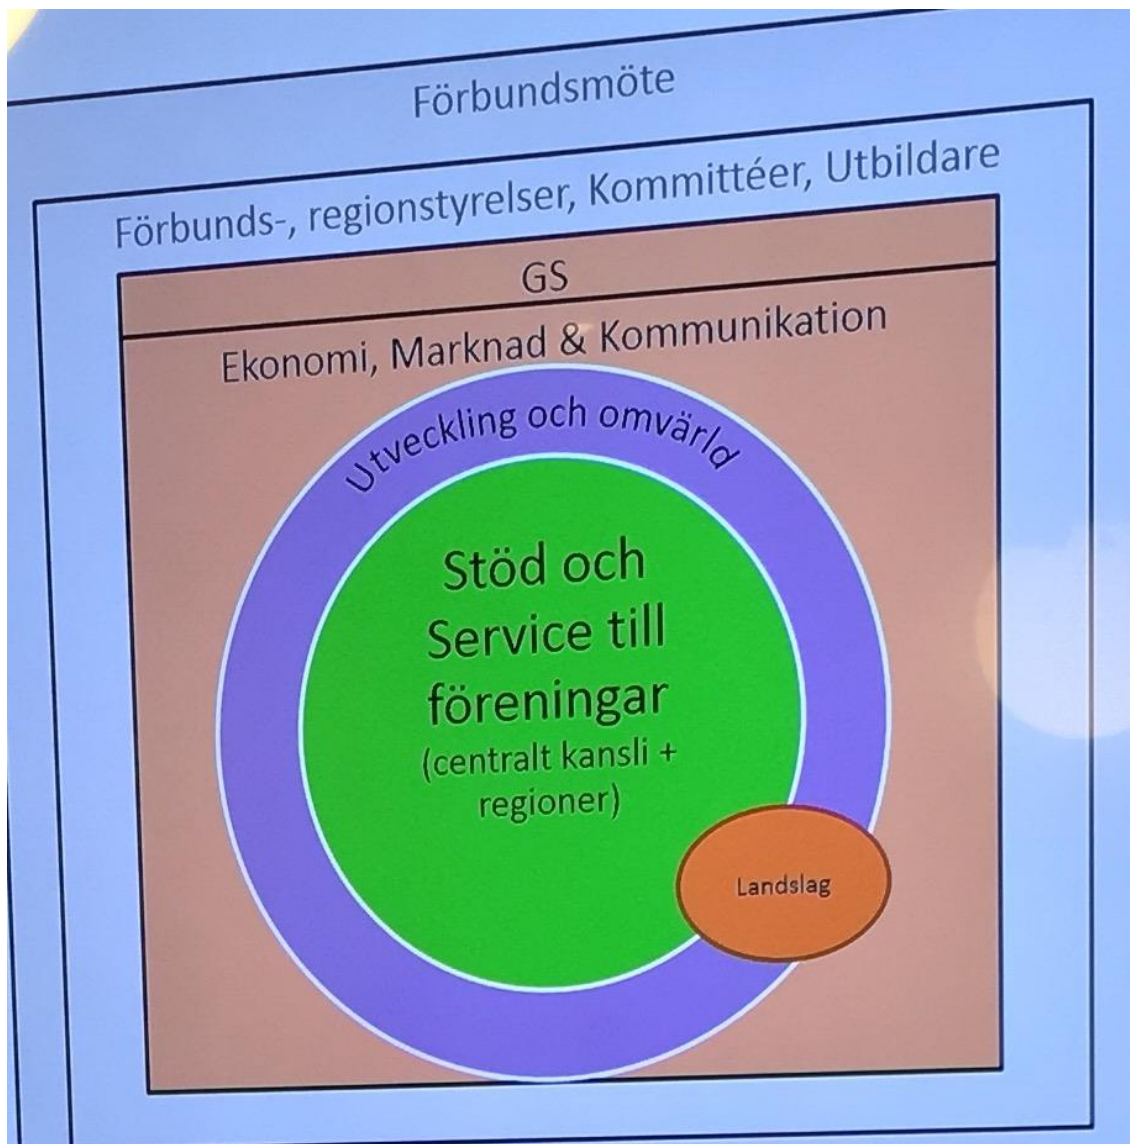 Förbundsmöte
Förbunds-, regionstyrelser, Kommittéer, Utbildare
GS
Ekonomi, Marknad & Kommunikation
Utveckling och omvärld
Stöd och
Service till
föreningar
(centralt kansli +
regioner)
Landslag